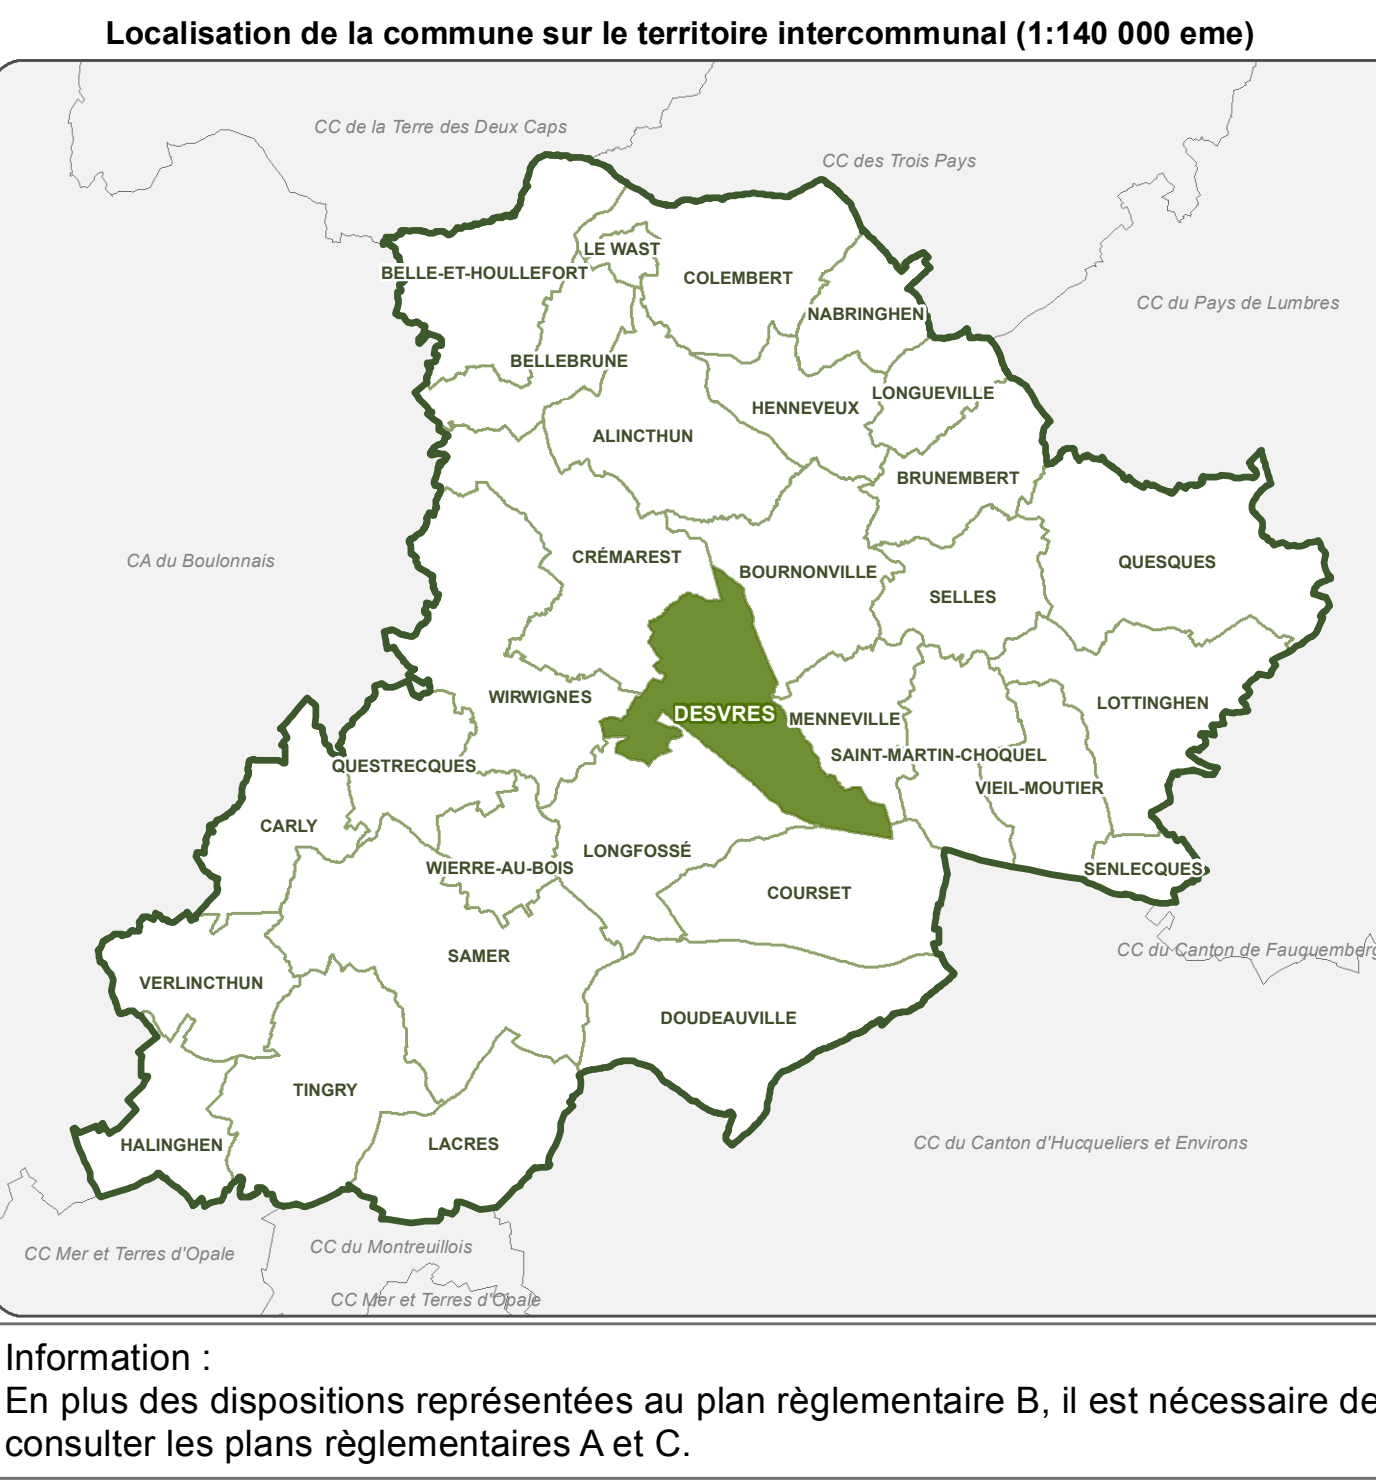 Localisation de la commune sur le territoire intercommunal (1:140 000 eme)
CC de la Terre des Deux Caps
CC des Trois Pays
LE WAST
BELLE-ET-HOULLEFORT
COLEMBERT
CC du Pays de Lumbres
NABRINGHEN
BELLEBRUNE
LONGUEVILLE
HENNEVEUX
ALINCTHUN
BRUNEMBERT
CRÉMAREST
CA du Boulonnais
QUESQUES
BOURNONVILLE
SELLES
WIRWIGNES
LOTTINGHEN
DESVRES
MENNEVILLE
SAINT-MARTIN-CHOQUEL
QUESTRECQUES
VIEIL-MOUTIER
CARLY
LONGFOSSÉ
WIERRE-AU-BOIS
SENLECQUES
COURSET
CC du Canton de Fauquemberg
SAMER
VERLINCTHUN
DOUDEAUVILLE
TINGRY
HALINGHEN
LACRES
CC du Canton d'Hucqueliers et Environs
CC Mer et Terres d'Opale
CC du Montreuillois
CC Mer et Terres d'Opale
Information :
En plus des dispositions représentées au plan règlementaire B, il est nécessaire de
consulter les plans règlementaires A et C.